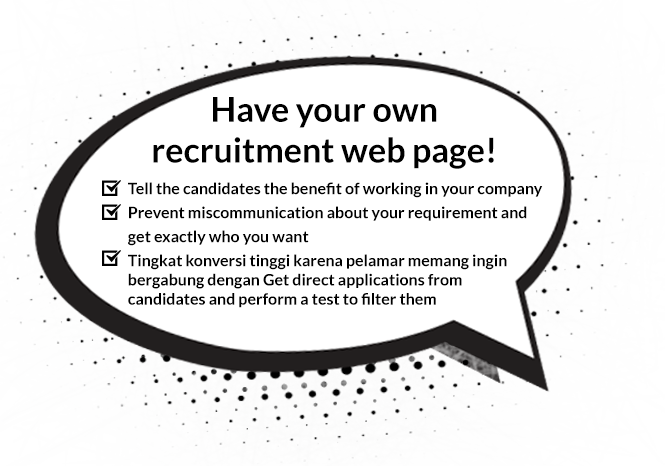 Have your own
recruitment web page!
Tell the candidates the benefit of working in your company
Prevent miscommunication about your requirement and
get exactly who you want
Tingkat konversi tinggi karena pelamar memang ingin
bergabung dengan Get direct applications from
candidates and perform a test to filter them